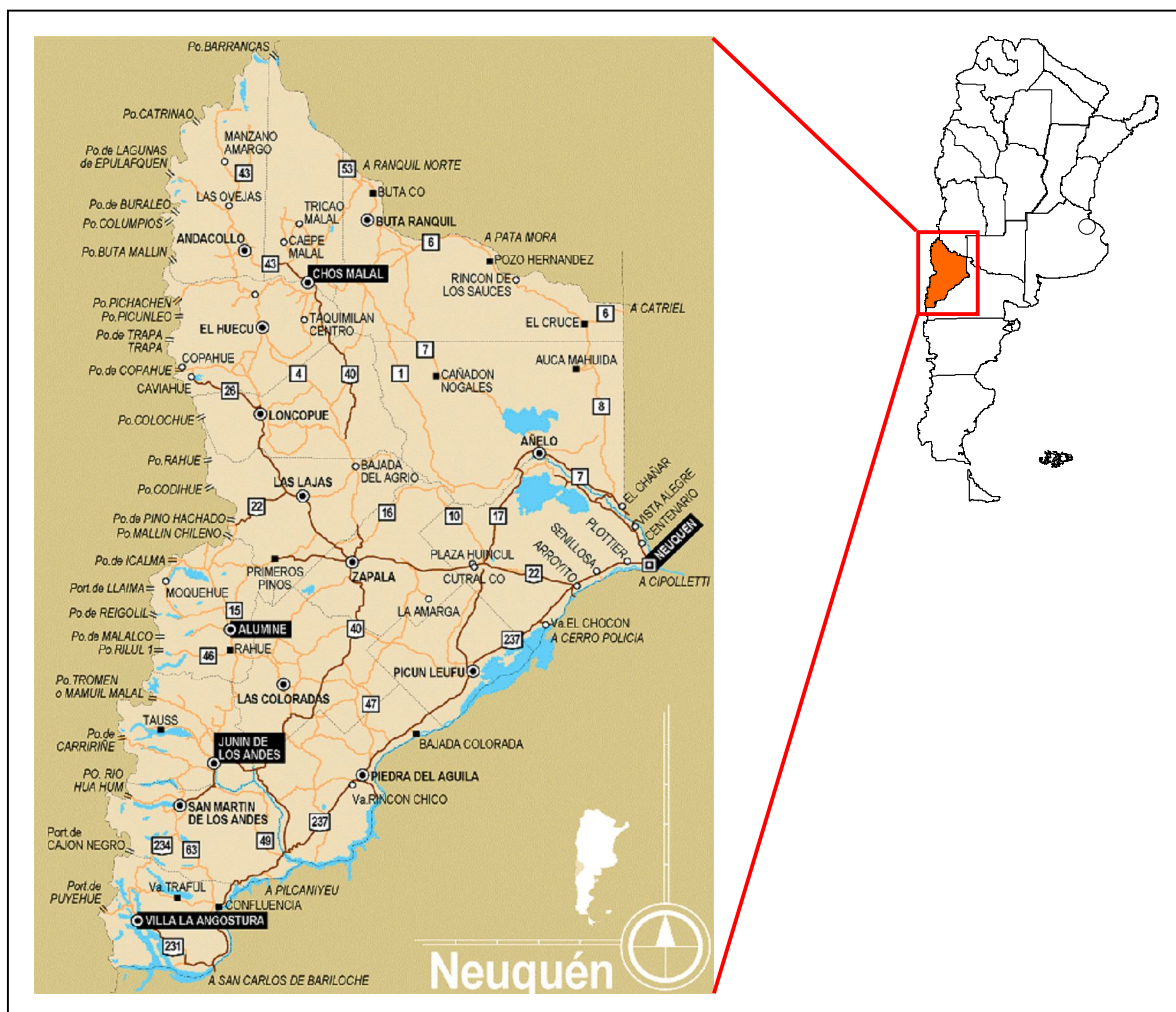 Po.BARRANCAS
Po.CATRINAO
MANZANO
AMARGO
Po.de LAGUNAS
de EPULAFQUEN
43
53
A RANQUIL NORTE
BUTA CO
LAS OVEJAS
Po.de BURALEO
Po.COLUMPIOS
TRICAO
MALAL
BUTA RANQUIL
ANDACOLLO
CAEPE
MALAL
6
A PATA MORA
Po.BUTA MALLIN
43
CHOS MALAL
POZO HERNANDEZ
RINCON DE
LOS SAUCES
Po.PICHACHEN
Po.PICUNLEO
A CATRIEL
6
EL HUECU
TAQUIMILAN
CENTRO
EL CRUCE
Po.de TRAPA
TRAPA
7
COPAHUE
AUCA MAHUIDA
Po.de COPAHUE
4
40
1
CAÑADON
NOGALES
CAVIAHUE
26
8
Po.COLOCHUE
LONCOPUE
AÑELO
Po.RAHUE
BAJADA
DEL AGRIO
7
LAS LAJAS
Po.CODIHUE
EL CHAÑAR
VISTA ALEGRE
CENTENARIO
22
16
10
17
Po.de PINO HACHADO
Po.MALLIN CHILENO
PLOTTIER
SENILLOSA
ARROYITO
NEUQUEN
Po.de ICALMA
PRIMEROS
PINOS
ZAPALA
PLAZA HUINCUL
CUTRAL CO
22
A CIPOLLETTI
Port.de LLAIMA
MOQUEHUE
LA AMARGA
Po.de REIGOLIL
15
ALUMINE
40
Va.EL CHOCON
A CERRO POLICIA
Po.de MALALCO
Po.RILUL 1
46
RAHUE
237
PICUN LEUFU
Po.TROMEN
o MAMUIL MALAL
LAS COLORADAS
47
TAUSS
Po.de
CARRIRIÑE
JUNIN DE
LOS ANDES
BAJADA COLORADA
PO. RIO
HUA HUM
PIEDRA DEL AGUILA
Va.RINCON CHICO
SAN MARTIN
DE LOS ANDES
237
Port.de
CAJON NEGRO
234
63
49
Port.de
PUYEHUE
Va.TRAFUL
A PILCANIYEU
CONFLUENCIA
VILLA LA ANGOSTURA
231
A SAN CARLOS DE BARILOCHE
Neuquén